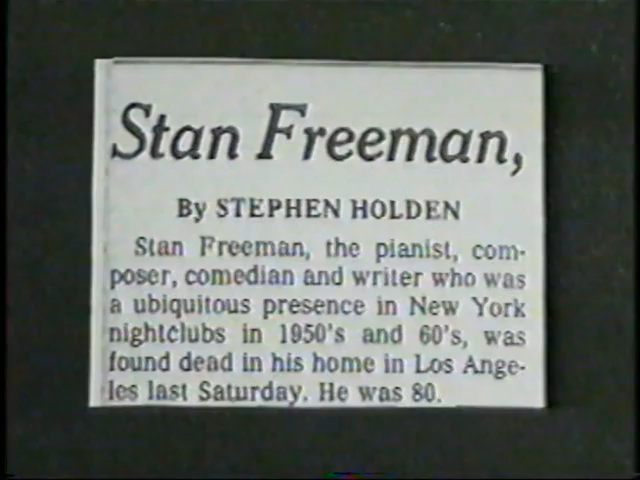 Stan Freeman,
By STEPHEN HOLDEN
Stan Freeman, the pianist, com-
poser, comedian and writer who was
a ubiquitous presence in New York
nightclubs in 1950's and 60's, was
found dead in his home in Los Ange-
les last Saturday. He was 80.